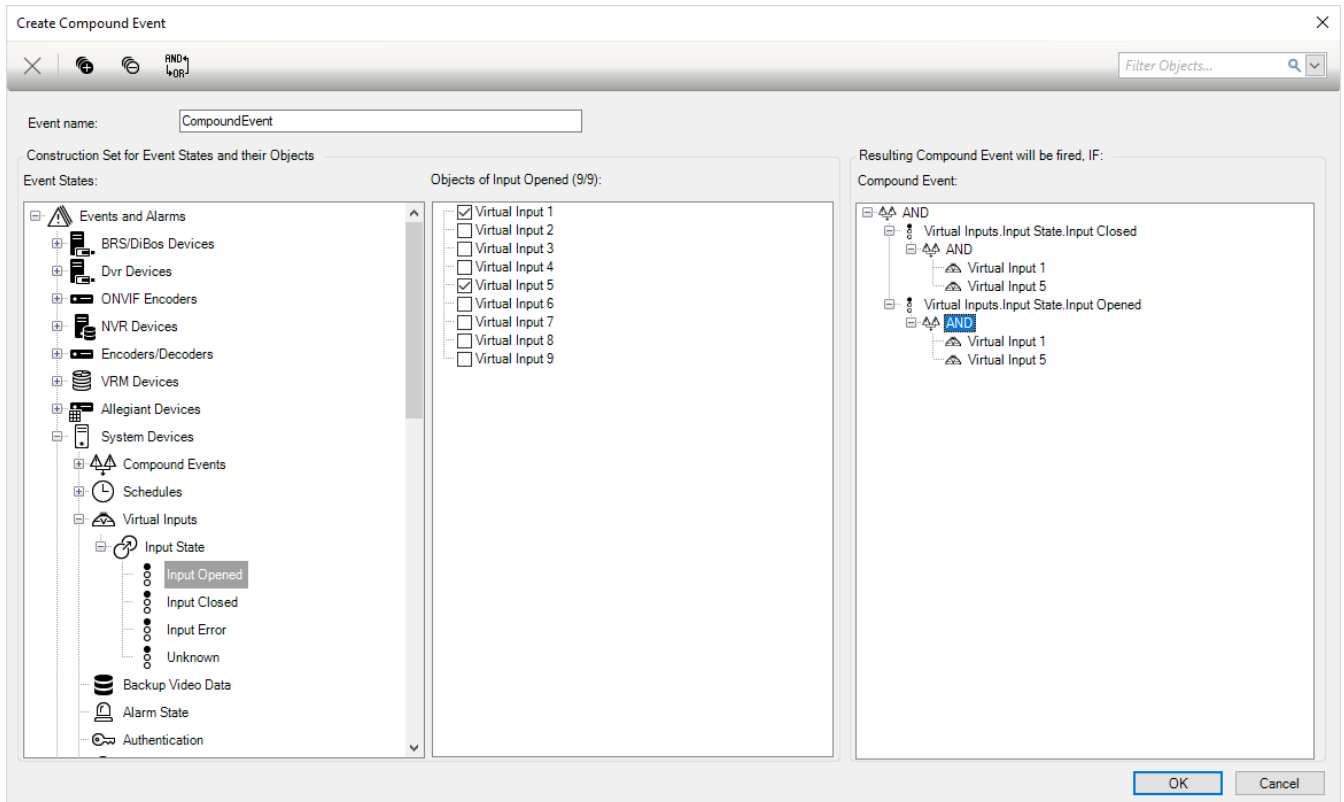 Create Compound Event
AND
OR
Filter Objects...
Event name:
CompoundEvent
Construction Set for Event States and their Objects
Event States:
Events and Alarms
BRS/DiBos Devices
Dvr Devices
ONVIF Encoders
NVR Devices
Encoders/Decoders
VRM Devices
Allegiant Devices
System Devices
Compound Events
Schedules
Virtual Inputs
Input State
Input Opened
Input Closed
Input Error
Unknown
Backup Video Data
Alarm State
Authentication
Objects of Input Opened (9/9):
Virtual Input 1
Virtual Input 2
Virtual Input 3
Virtual Input 4
Virtual Input 5
Virtual Input 6
Virtual Input 7
Virtual Input 8
Virtual Input 9
Resulting Compound Event will be fired, IF:
Compound Event:
AND
Virtual Inputs.Input State.Input Closed
AND
Virtual Input 1
Virtual Input 5
Virtual Inputs.Input State.Input Opened
AND
Virtual Input 1
Virtual Input 5
OK
Cancel